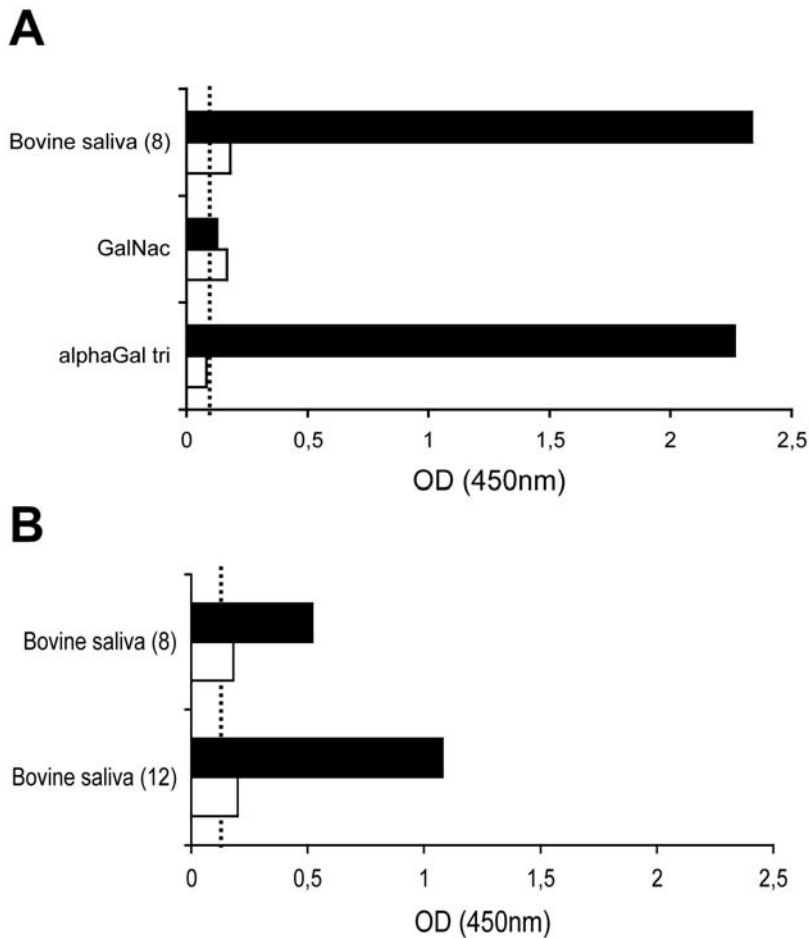 A
Bovine saliva (8)
GalNac
alphaGal tri
0 0,5 1 1,5 2 2,5
OD (450nm)
B
Bovine saliva (8)
Bovine saliva (12)
0 0,5 1 1,5 2 2,5
OD (450nm)